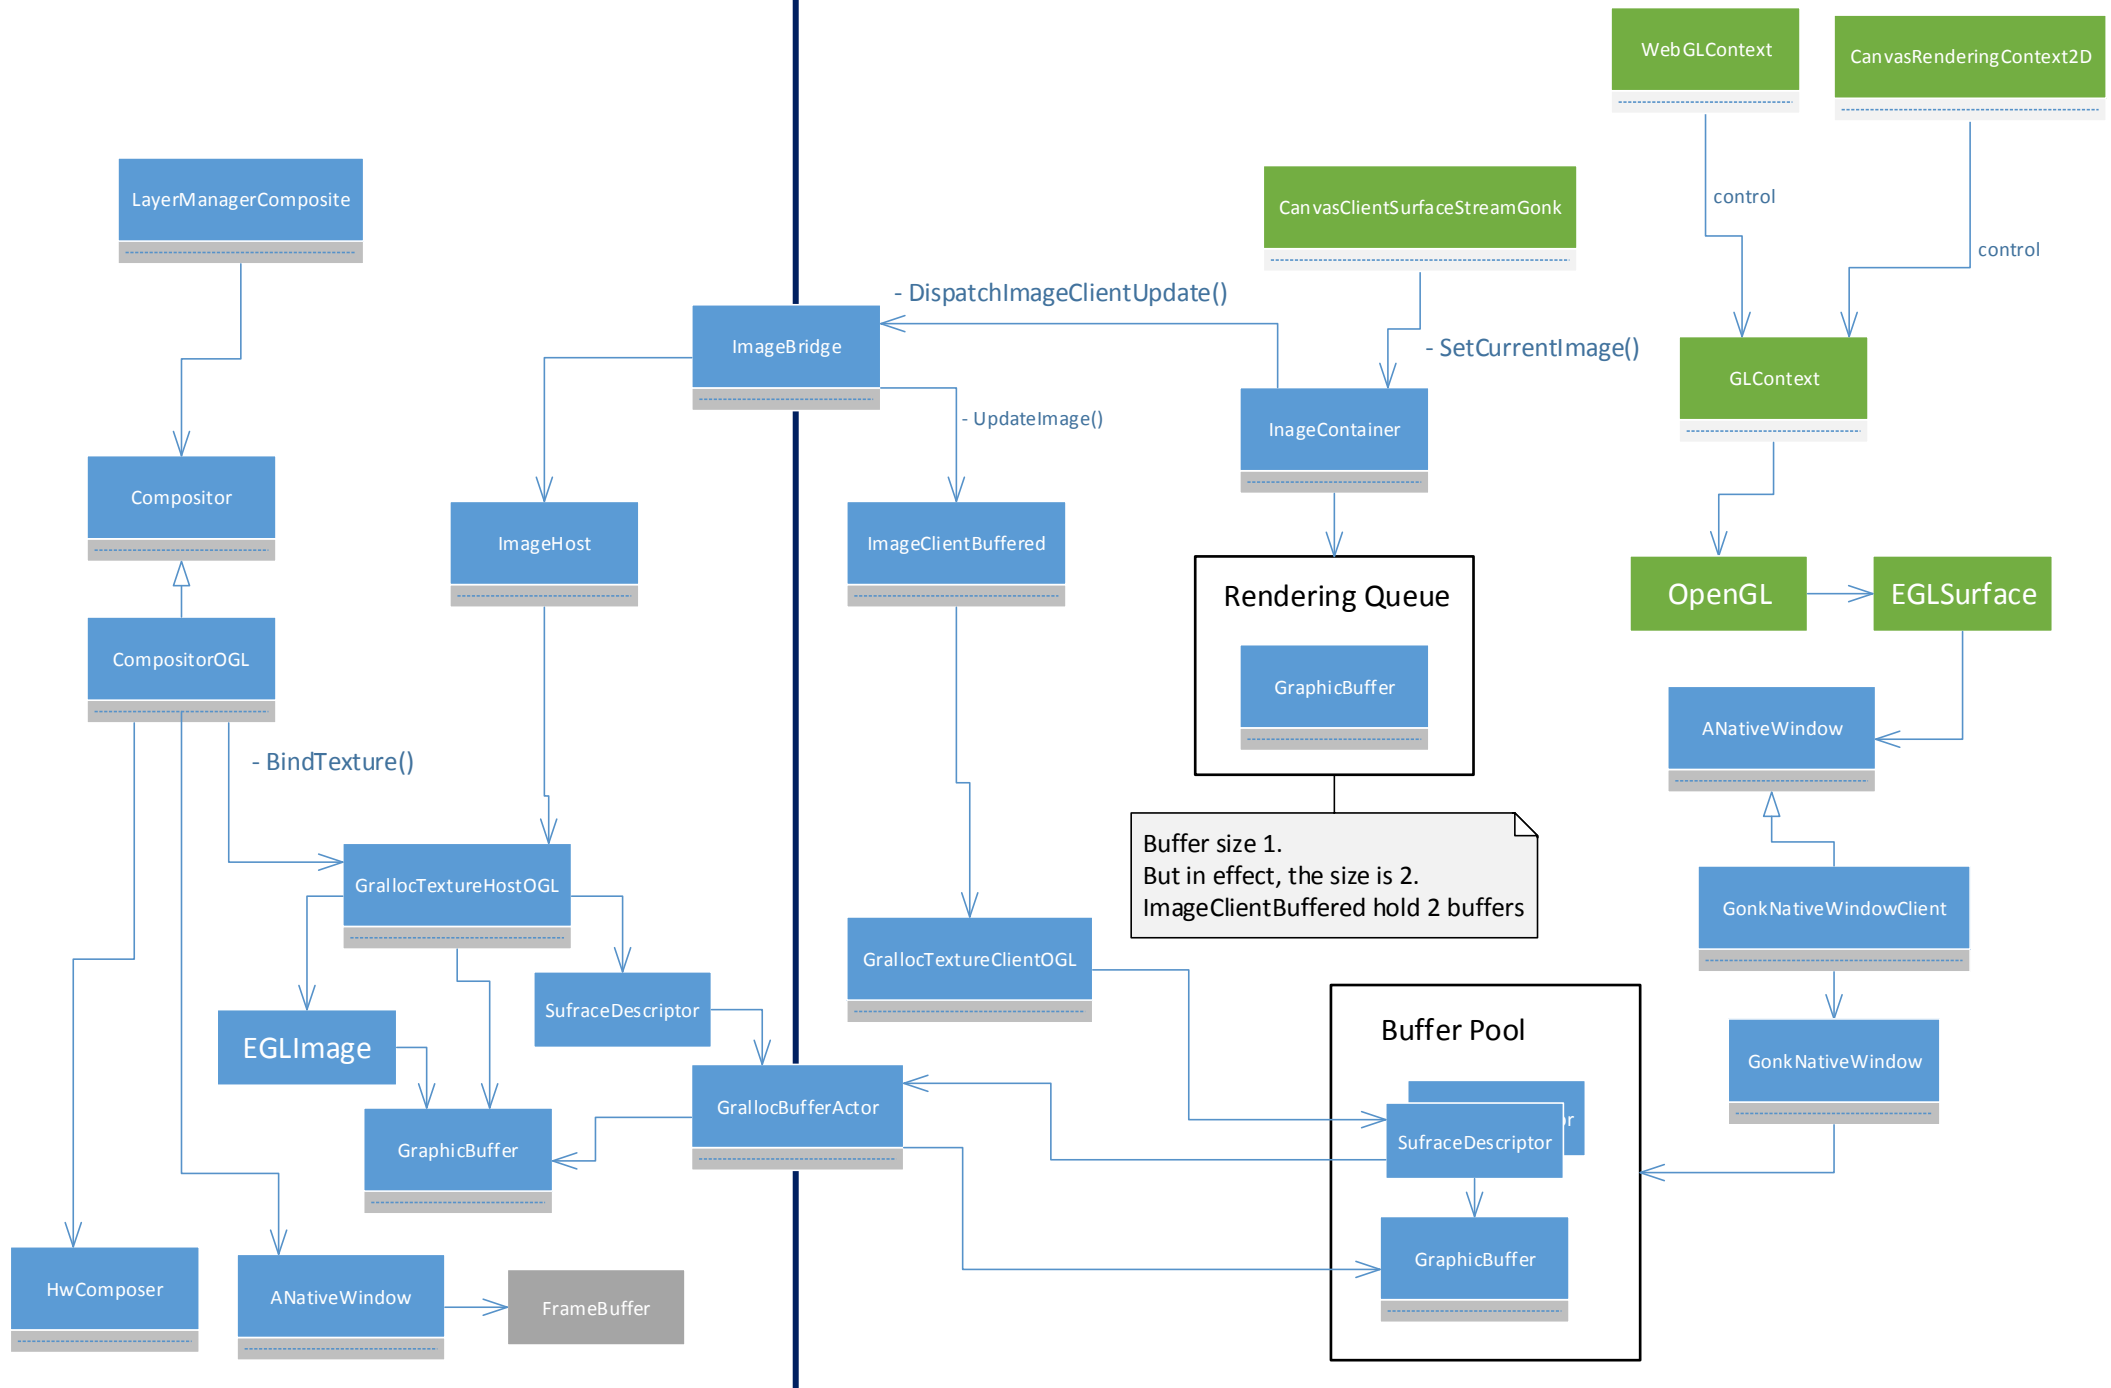 WebGLContext
CanvasRenderingContext2D
LayerManagerComposite
CanvasClientSurfaceStreamGonk
control
control
- DispatchImageClientUpdate()
ImageBridge
- SetCurrentImage()
GLContext
- UpdateImage()
InageContainer
Compositor
ImageHost
ImageClientBuffered
Rendering Queue
OpenGL
EGLSurface
CompositorOGL
GraphicBuffer
ANativeWindow
- BindTexture()
Buffer size 1.
But in effect, the size is 2.
ImageClientBuffered hold 2 buffers
GrallocTextureHostOGL
GonkNativeWindowClient
GrallocTextureClientOGL
SufraceDescriptor
Buffer Pool
EGLImage
GonkNativeWindow
GrallocBufferActor
or
SufraceDescriptor
GraphicBuffer
GraphicBuffer
HwComposer
ANativeWindow
FrameBuffer